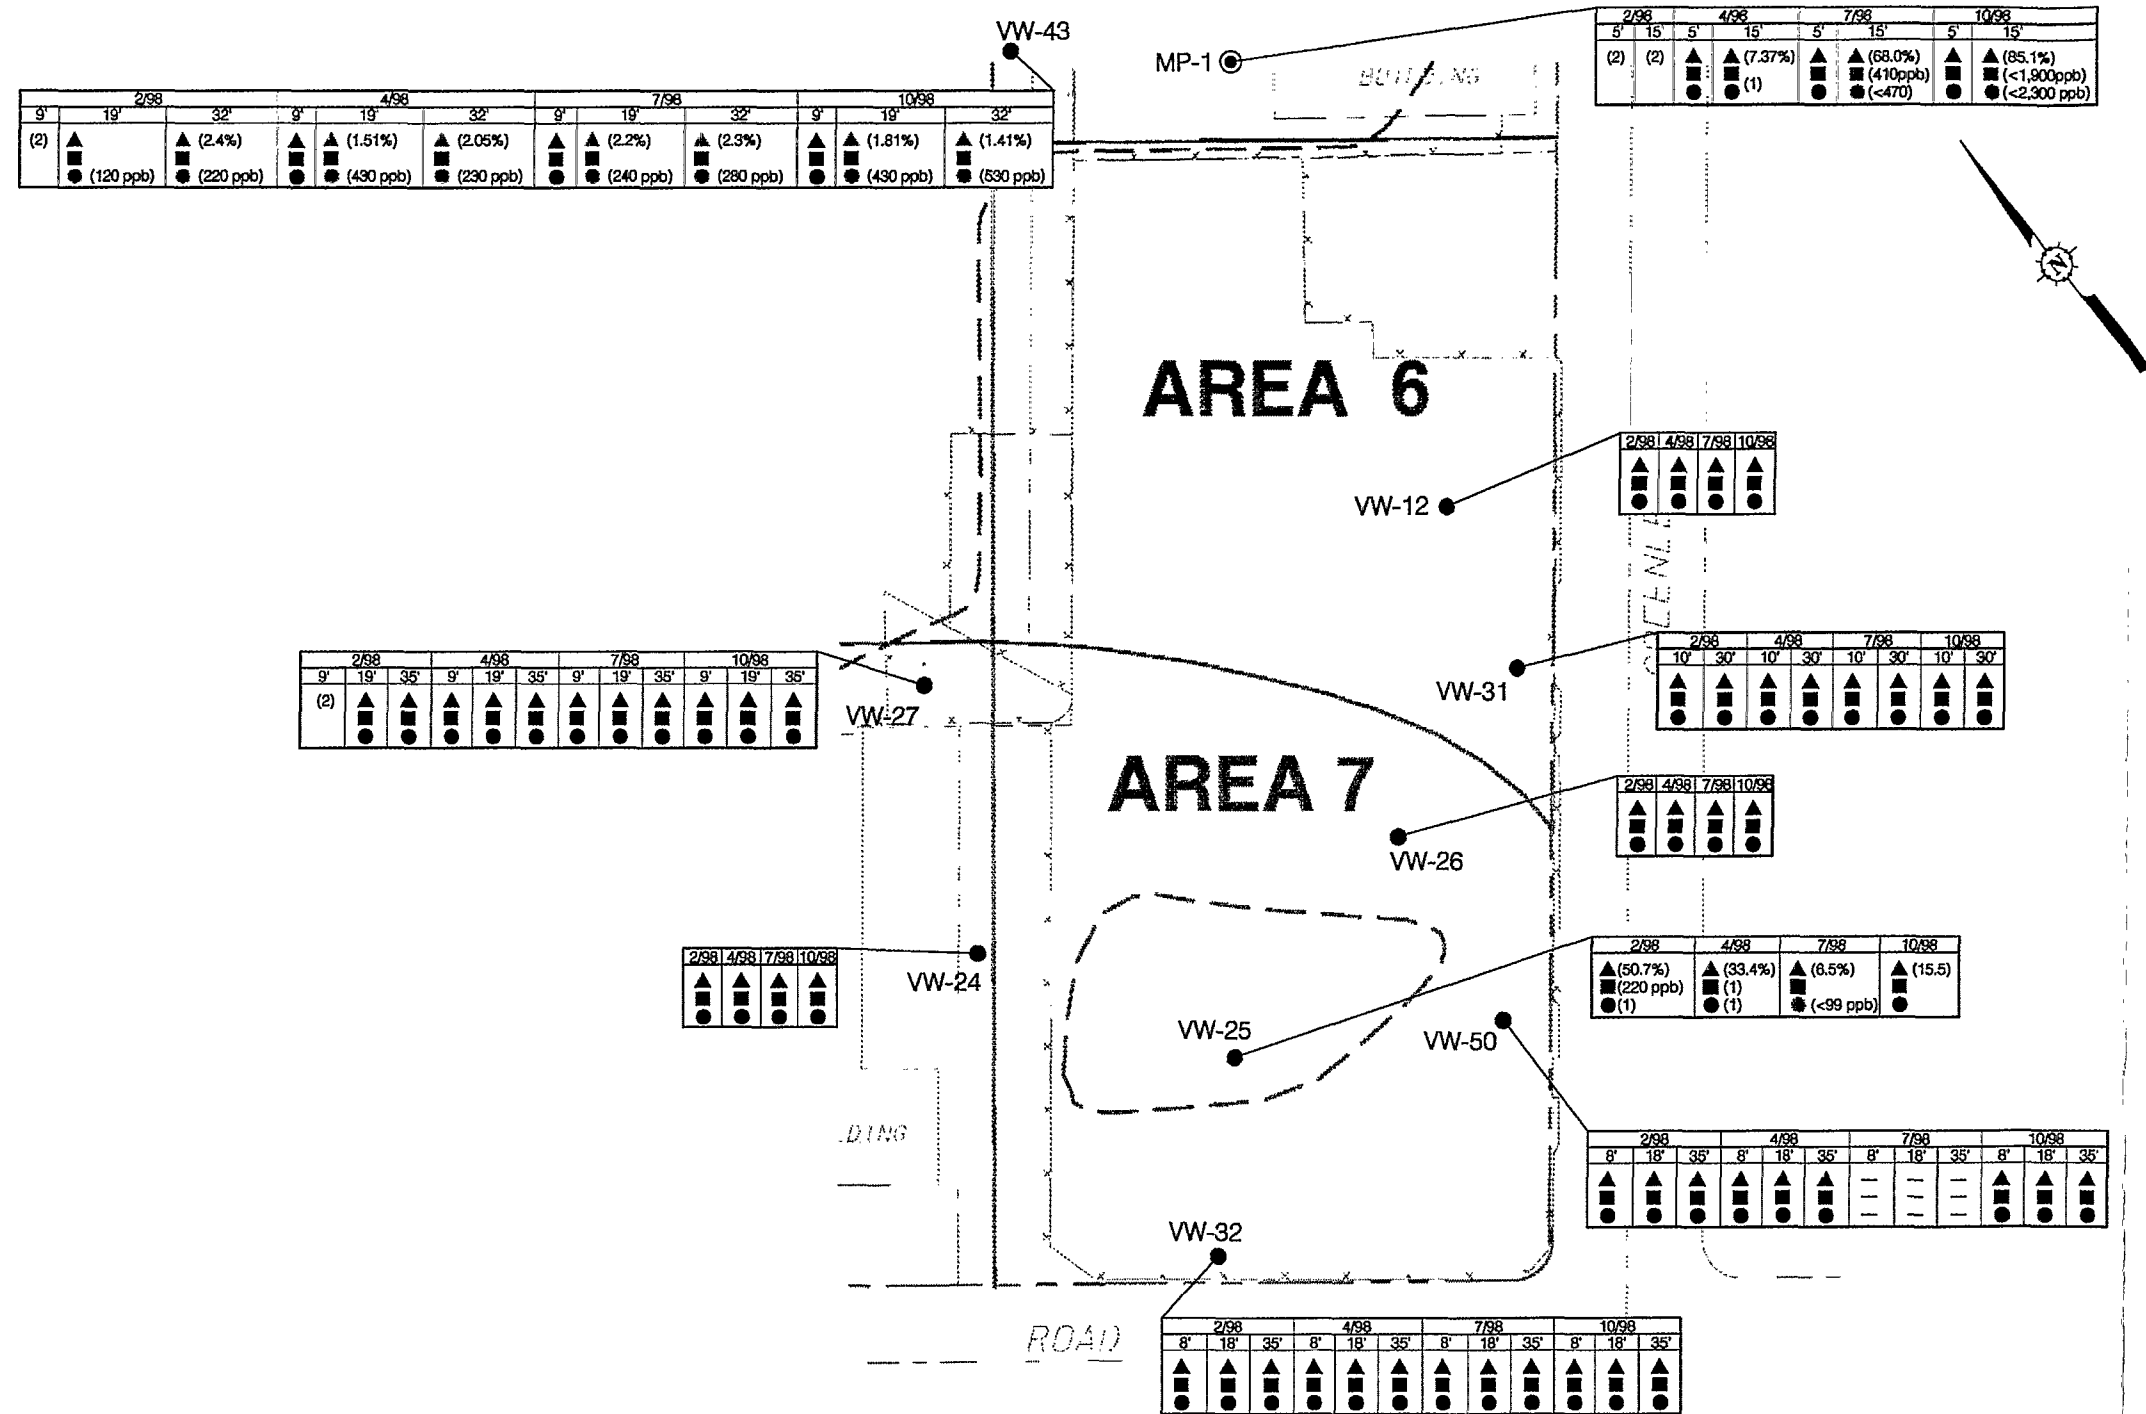 VW-43
2/98 4/98 7/98 10/98
9' 19' 32' 9' 19' 32' 9' 19' 32' 9' 19' 32'
(2) (2.4%) (1.51%) (2.05%) (2.2%) (2.3%) (1.81%) (1.41%)
(120 ppb) (220 ppb) (430 ppb) (230 ppb) (240 ppb) (280 ppb) (430 ppb) (530 ppb)
MP-1
2/98 4/98 7/98 10/98
5' 15' 5' 15' 5' 15' 5' 15'
(2) (2) (7.37%) (68.0%) (85.1%)
(1) (410ppb) (<1,900ppb)
(<470) (<2,300 ppb)
BUILDING
N
AREA 6
VW-12
2/98 4/98 7/98 10/98
VW-31
2/98 4/98 7/98 10/98
10' 30' 10' 30' 10' 30' 10' 30'
VW-27
2/98 4/98 7/98 10/98
9' 19' 35' 9' 19' 35' 9' 19' 35' 9' 19' 35'
(2)
AREA 7
VW-26
2/98 4/98 7/98 10/98
VW-24
2/98 4/98 7/98 10/98
VW-25
2/98 4/98 7/98 10/98
(50.7%) (33.4%) (6.5%) (15.5)
(220 ppb) (1)
(1) (1) (<99 ppb)
VW-50
2/98 4/98 7/98 10/98
8' 18' 35' 8' 18' 35' 8' 18' 35' 8' 18' 35'
DING
VW-32
2/98 4/98 7/98 10/98
8' 18' 35' 8' 18' 35' 8' 18' 35' 8' 18' 35'
ROAD